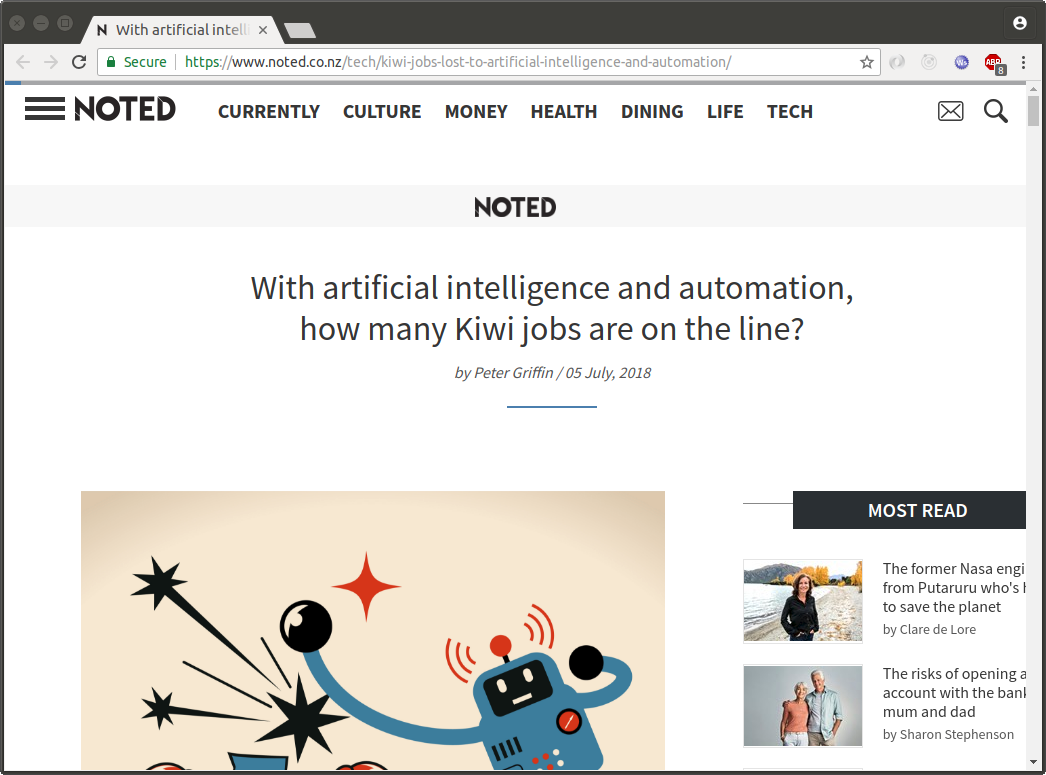 With artificial intelli
Secure
https://www.noted.co.nz/tech/kiwi-jobs-lost-to-artificial-intelligence-and-automation/
ABP
8
NOTED
CURRENTLY CULTURE MONEY HEALTH DINING LIFE TECH
NOTED
With artificial intelligence and automation,
how many Kiwi jobs are on the line?
by Peter Griffin / 05 July, 2018
MOST READ
The former Nasa engi
from Putaruru who's h
to save the planet
by Clare de Lore
The risks of opening a
account with the bank
mum and dad
by Sharon Stephenson